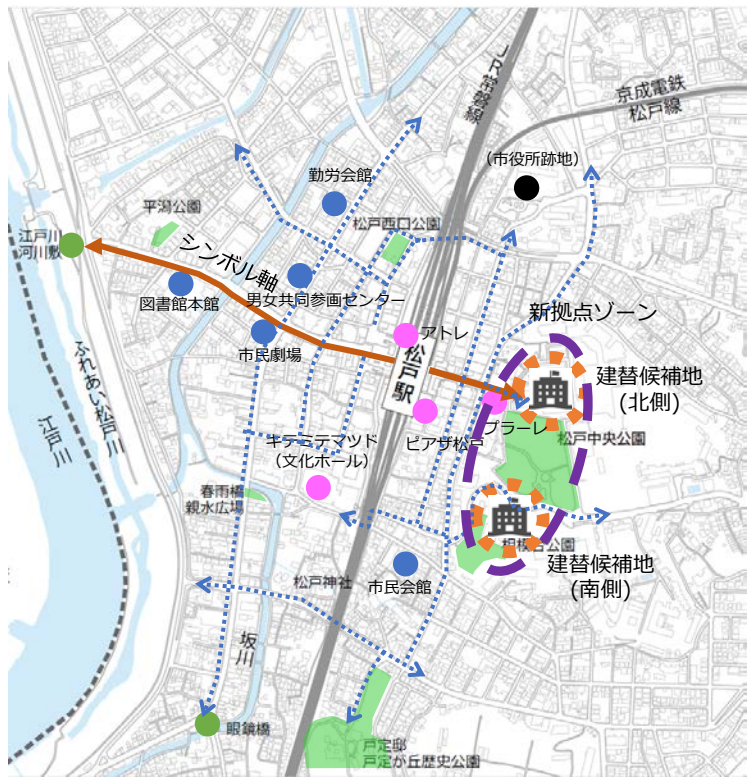 JR常磐線
京成電鉄
松戸線
(市役所跡地)
勤労会館
平潟公園
松戸西口公園
江戸川
河川敷
シンボル軸
図書館本館
男女共同参画センター
新拠点ゾーン
市民劇場
アトレ
松戸駅
建替候補地
(北側)
ふれあい松戸川
江戸川
プラーレ
ピアザ松戸
松戸中央公園
キテミテマツド
(文化ホール)
春雨橋
親水広場
相模台公園
建替候補地
(南側)
市民会館
松戸神社
坂川
眼鏡橋
戸定邸
戸定が丘歴史公園